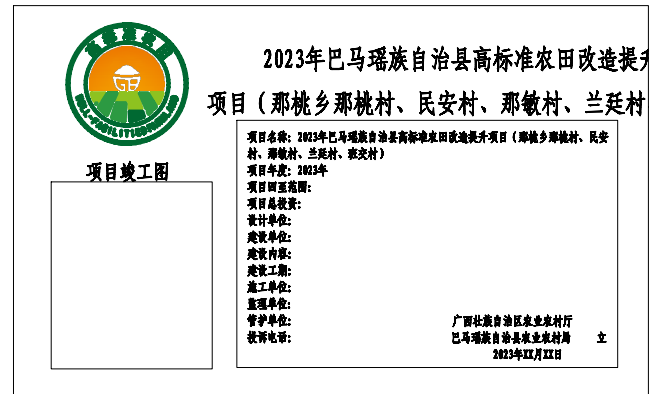 2023年巴马瑶族自治县高标准农田改造提升
项目（那桃乡那桃村、民安村、那敏村、兰廷村
项目竣工图
项目名称：2023年巴马瑶族自治县高标准农田改造提升项目（那桃乡那桃村、民安
村、那敏村、兰廷村、班交村）
项目年度：2023年
项目四至范围：
项目总投资：
设计单位：
建设单位：
建设内容：
建设工期：
施工单位：
监理单位：
管护单位：
投诉电话：
广西壮族自治区农业农村厅
巴马瑶族自治县农业农村局 立
2023年XX月XX日